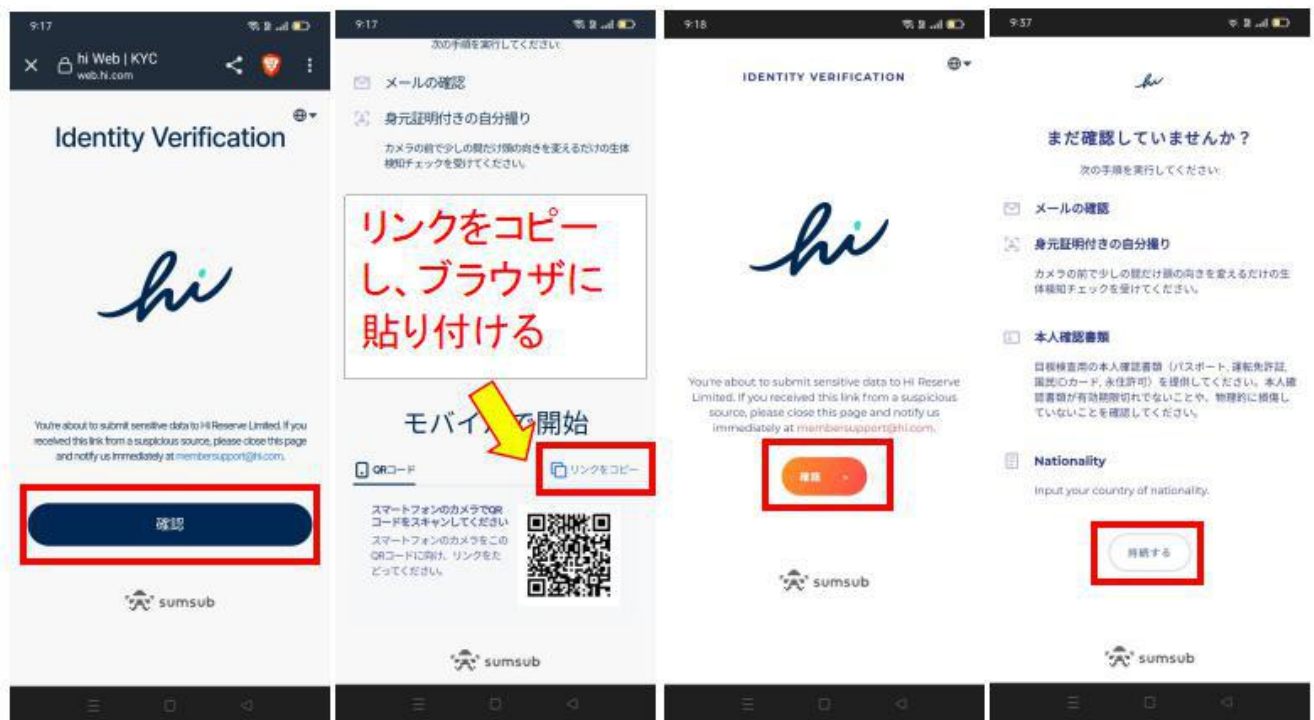 9:17
hi Web | KYC
web.hi.com
Identity Verification
hi
You're about to submit sensitive data to HI Reserve Limited. If you
received this link from a suspicious source, please close this page
and notify us immediately at membersupport@hi.com.
確認
sumsub
9:17
次の手順を実行してください:
メールの確認
身元証明付きの自分撮り
カメラの前で少しの間だけ頭の向きを変えるだけの生体
検知チェックを受けてください。
リンクをコピー
し、ブラウザに
貼り付ける
モバイルで開始
QRコード
リンクをコピー
スマートフォンのカメラでQR
コードをスキャンしてください
スマートフォンのカメラをこの
QRコードに向け、リンクをた
どってください。
sumsub
9:18
IDENTITY VERIFICATION
hi
You're about to submit sensitive data to HI Reserve
Limited. If you received this link from a suspicious
source, please close this page and notify us
immediately at membersupport@hi.com.
確認
sumsub
9:37
hi
まだ確認していませんか？
次の手順を実行してください:
メールの確認
身元証明付きの自分撮り
カメラの前で少しの間だけ頭の向きを変えるだけの生
体検知チェックを受けてください。
本人確認書類
目視検査用の本人確認書類（パスポート, 運転免許証,
国民IDカード, 永住許可）を提供してください。本人確
認書類が有効期限切れでないことや、物理的に損傷し
ていないことを確認してください。
Nationality
Input your country of nationality.
持続する
sumsub